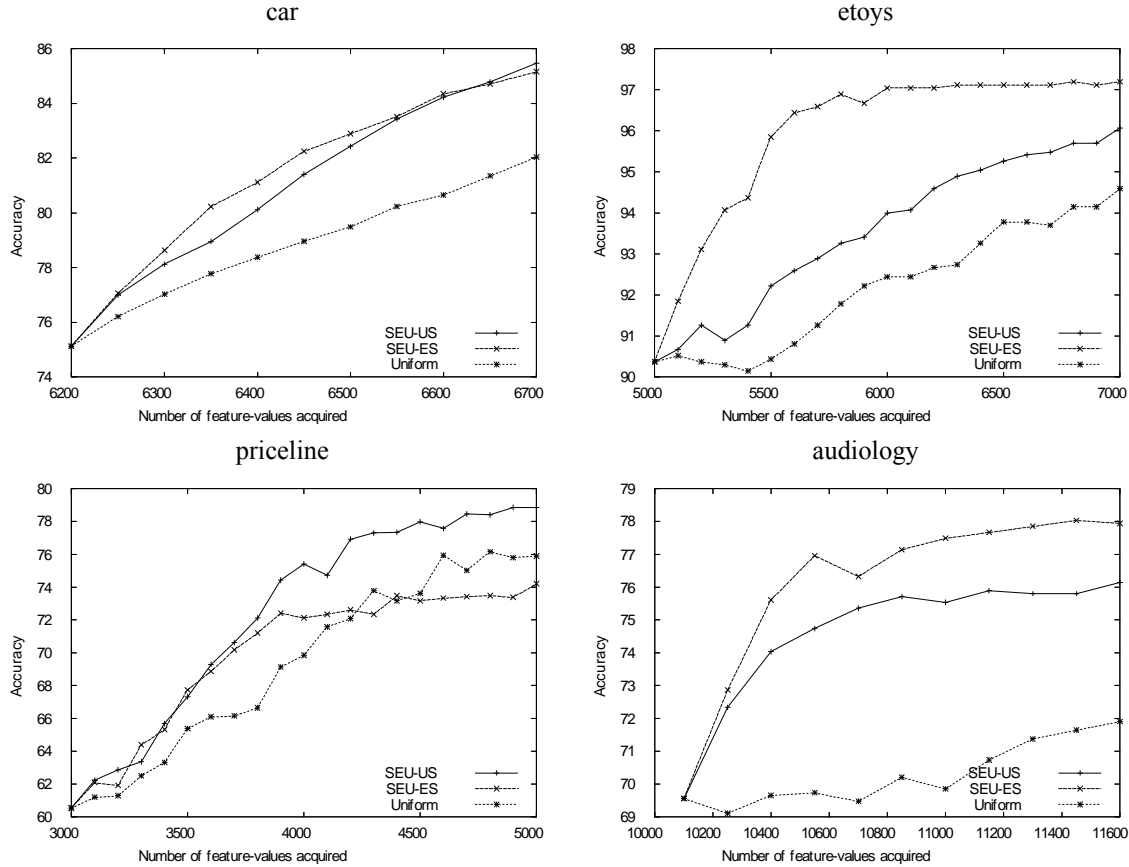 car
86
84
82
80
78
76
74
Accuracy
SEU-US
SEU-ES
Uniform
6200 6300 6400 6500 6600 6700
Number of feature-values acquired
etoys
98
97
96
95
94
93
92
91
90
Accuracy
SEU-US
SEU-ES
Uniform
5000 5500 6000 6500 7000
Number of feature-values acquired
priceline
80
78
76
74
72
70
68
66
64
62
60
Accuracy
SEU-US
SEU-ES
Uniform
3000 3500 4000 4500 5000
Number of feature-values acquired
audiology
79
78
77
76
75
74
73
72
71
70
69
Accuracy
SEU-US
SEU-ES
Uniform
10000 10200 10400 10600 10800 11000 11200 11400 11600
Number of feature-values acquired